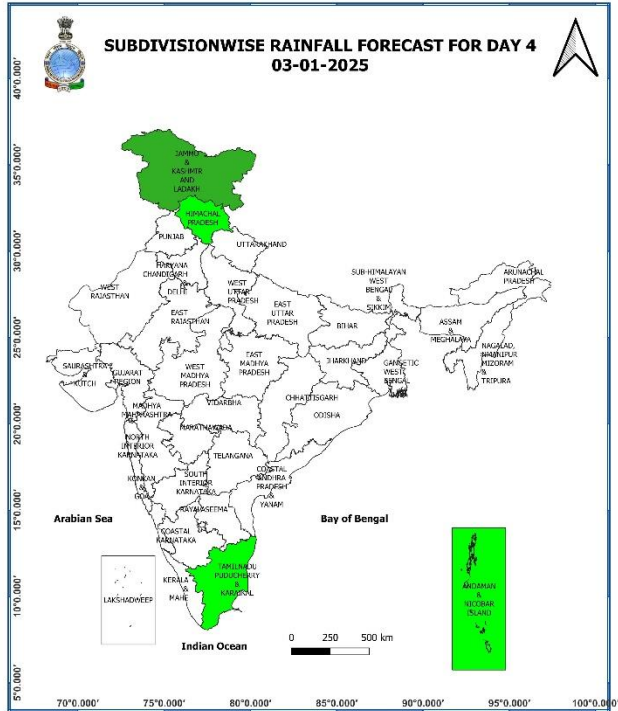 SUBDIVISIONWISE RAINFALL FORECAST FOR DAY 4
03-01-2025
40°0.000'
35°0.000'
30°0.000'
25°0.000'
20°0.000'
15°0.000'
10°0.000'
5°0.000'
JAMMU
&
KASHMIR
AND
LADAKH
HIMACHAL
PRADESH
PUNJAB
UTTARAKHAND
HARYANA
CHANDIGARH
&
DELHI
WEST
RAJASTHAN
WEST
UTTAR
PRADESH
EAST
RAJASTHAN
EAST
UTTAR
PRADESH
SUB-HIMALAYAN
WEST
BENGAL
&
SIKKIM
ARUNACHAL
PRADESH
BIHAR
ASSAM
&
MEGHALAYA
NAGALAD,
MANIPUR
MIZORAM
&
TRIPURA
SAURASHTRA
&
KUTCH
GUJARAT
REGION
WEST
MADHYA
PRADESH
EAST
MADHYA
PRADESH
JHARKHAND
GANGETIC
WEST
BENGAL
CHHATTISGARH
ODISHA
VIDARBHA
MADHYA
MAHARASHTRA
MARATHAWADA
NORTH
INTERIOR
KARNATAKA
TELANGANA
KONKAN
&
GOA
SOUTH
INTERIOR
KARNATAKA
COASTAL
ANDHRA
PRADESH
&
YANAM
RAYALASEEMA
Arabian Sea
Bay of Bengal
COASTAL
KARNATAKA
KERALA
&
MAHE
TAMILNADU
PUDUCHERRY
&
KARAIKAL
LAKSHADWEEP
ANDAMAN
&
NICOBAR
ISLAND
Indian Ocean
0 250 500 km
70°0.000' 75°0.000' 80°0.000' 85°0.000' 90°0.000' 95°0.000' 100°0.000'